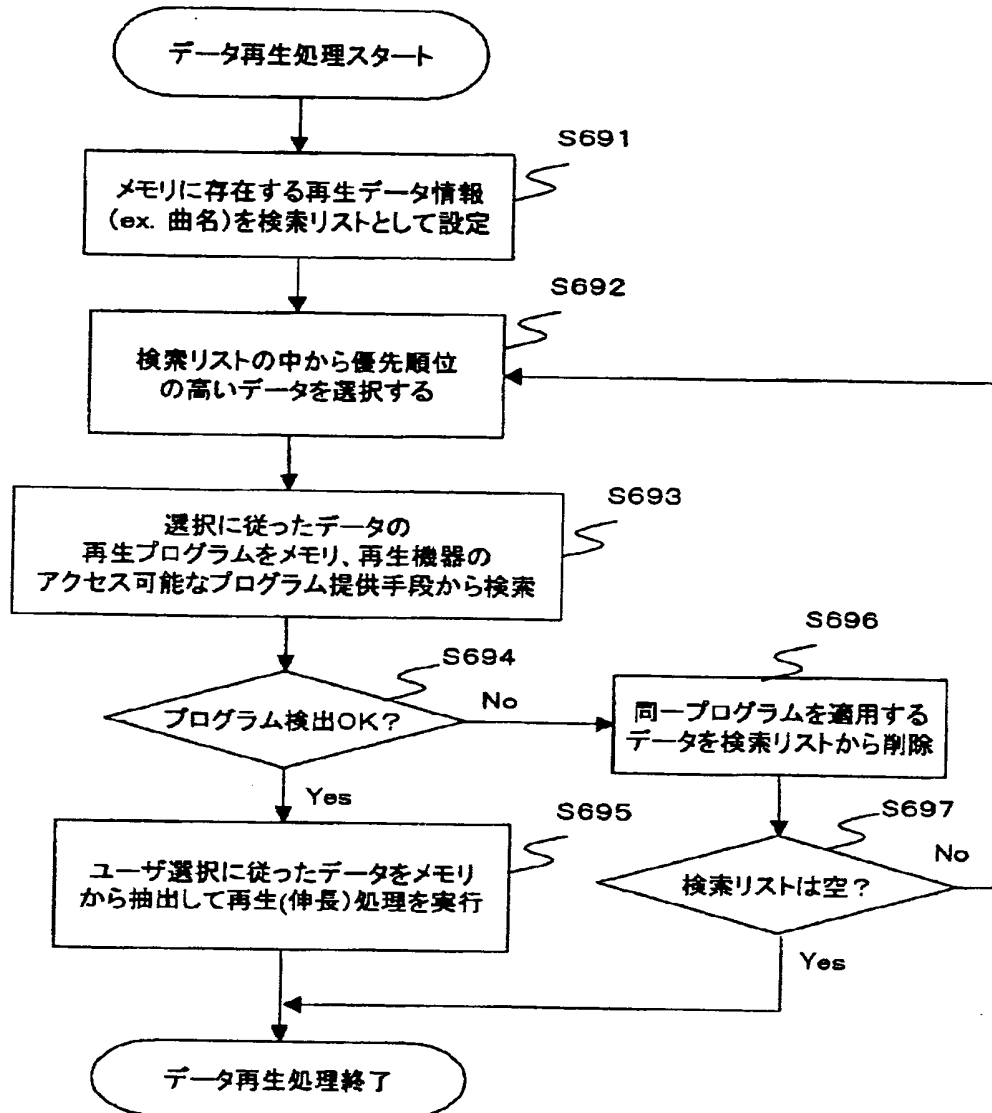 データ再生処理スタート
S691
メモリに存在する再生データ情報
(ex. 曲名)を検索リストとして設定
S692
検索リストの中から優先順位
の高いデータを選択する
S693
選択に従ったデータの
再生プログラムをメモリ、再生機器の
アクセス可能なプログラム提供手段から検索
S694
プログラム検出OK?
No
Yes
S696
同一プログラムを適用する
データを検索リストから削除
S695
ユーザ選択に従ったデータをメモリ
から抽出して再生(伸長)処理を実行
S697
検索リストは空?
No
Yes
データ再生処理終了